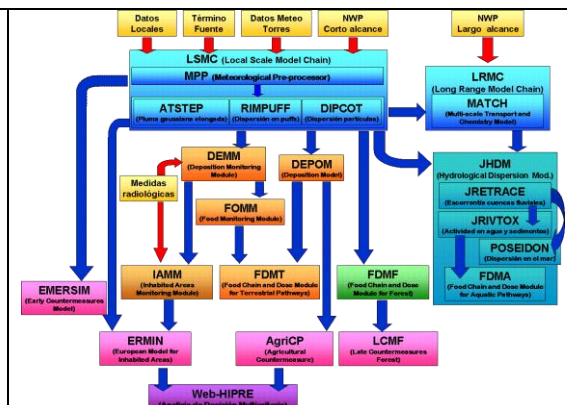 Datos
Locales
Término
Fuente
Datos Meteo
Torres
NWP
Corto alcance
NWP
Largo alcance
LSMC (Local Scale Model Chain)
MPP (Meteorological Pre-processor)
LRMC
(Long Range Model Chain)
MATCH
(Multi-scale Transport and
Chemistry Model)
ATSTEP
(Pluma gaussiana elongada)
RIMPUFF
(Dispersión en puffs)
DIPCOT
(Dispersión partículas)
DEMM
(Deposition Monitoring
Module)
DEPOM
(Deposition Model)
JHDM
(Hydrological Dispersion Mod.)
JRETRACE
(Escorrentía cuencas fluviales)
Medidas
radiológicas
FOMM
(Food Monitoring Module)
JRIVTOX
(Actividad en agua y sedimentos)
POSEIDON
(Dispersión en el mar)
EMERSIM
(Early Countermeasures
Model)
IAMM
(Inhabited Areas
Monitoring Module)
FDMT
(Food Chain and Dose Module
for Terrestrial Pathways)
FDMF
(Food Chain and Dose
Module for Forest)
FDMA
(Food Chain and Dose Module
for Aquatic Pathways)
ERMIN
(European Model for
Inhabited Areas)
AgriCP
(Agricultural
Countermeasure)
LCMF
(Late Countermeasures
Forest)
Web-HIPRE